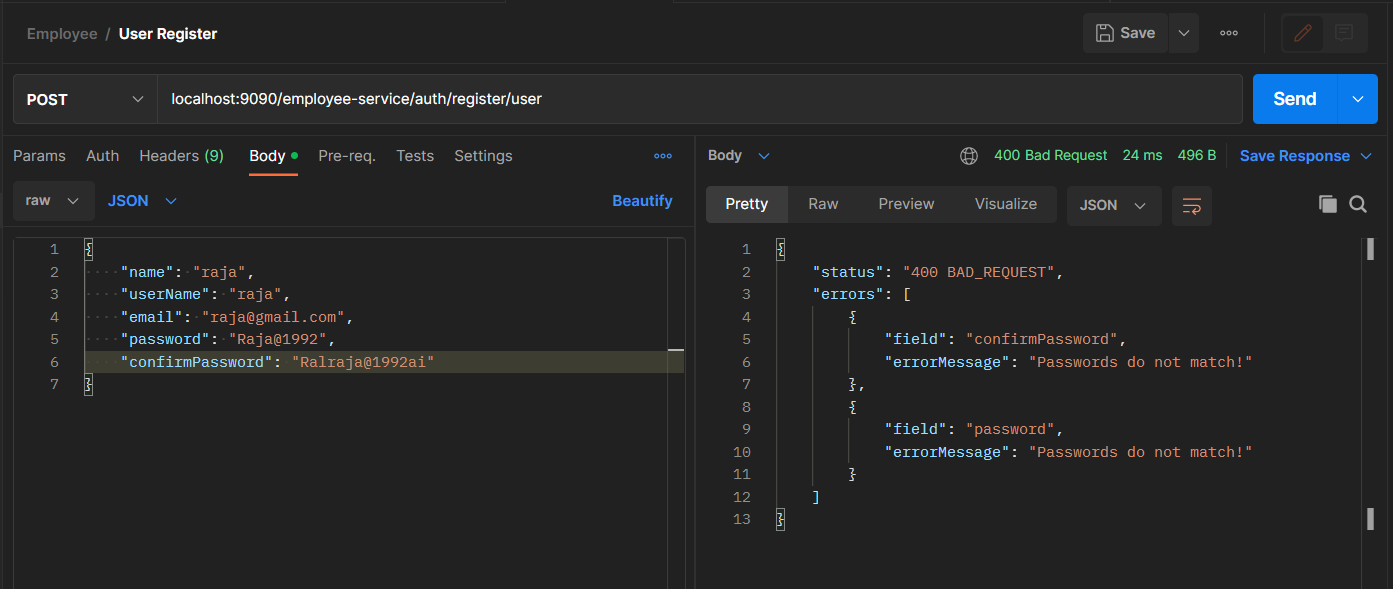 Employee / User Register
Save
POST
localhost:9090/employee-service/auth/register/user
Send
Params Auth Headers (9) Body Pre-req. Tests Settings
raw JSON Beautify
1 {
2 "name": "raja",
3 "userName": "raja",
4 "email": "raja@gmail.com",
5 "password": "Raja@1992",
6 "confirmPassword": "Ralraja@1992ai"
7 }
Body 400 Bad Request 24 ms 496 B Save Response
Pretty Raw Preview Visualize JSON
1 {
2 "status": "400 BAD_REQUEST",
3 "errors": [
4 {
5 "field": "confirmPassword",
6 "errorMessage": "Passwords do not match!"
7 },
8 {
9 "field": "password",
10 "errorMessage": "Passwords do not match!"
11 }
12 ]
13 }